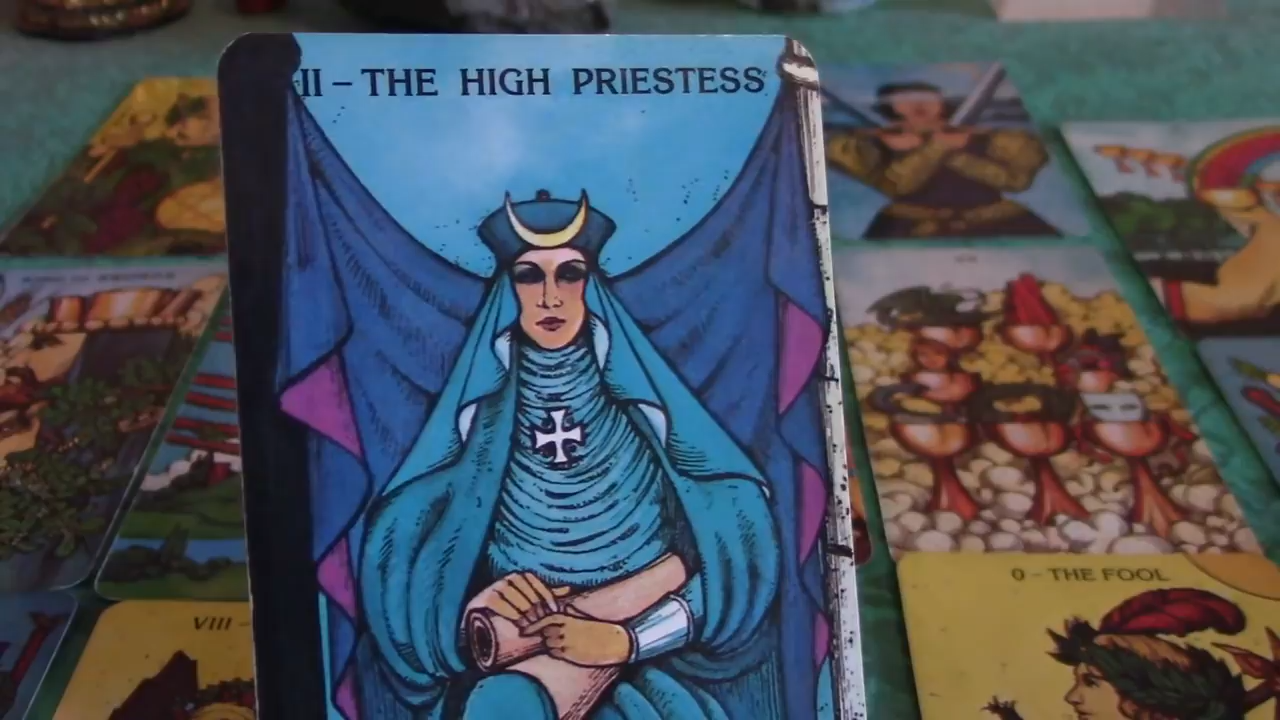 II – THE HIGH PRIESTESS
0 – THE FOOL
VIII –